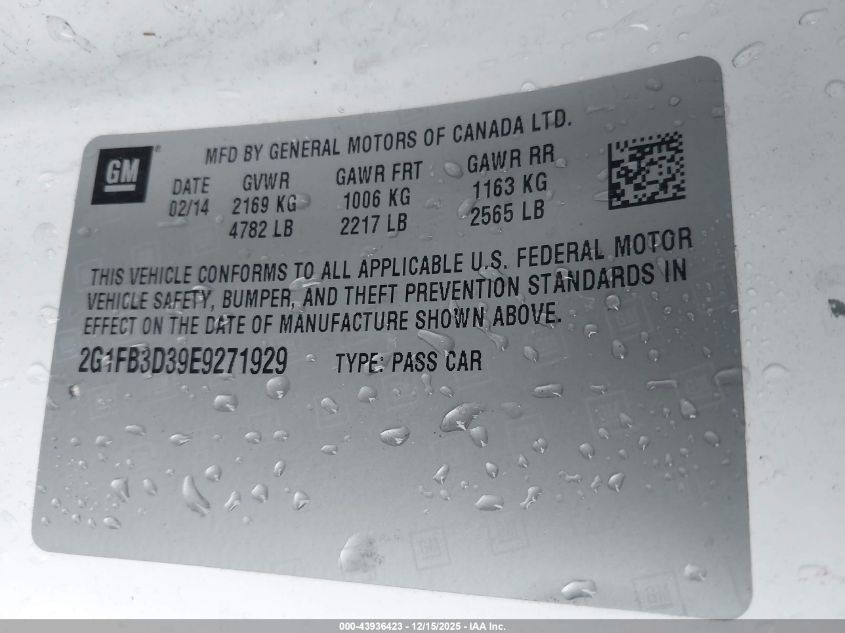 GM
MFD BY GENERAL MOTORS OF CANADA LTD.
DATE GVWR GAWR FRT GAWR RR
02/14 2169 KG 1006 KG 1163 KG
4782 LB 2217 LB 2565 LB
THIS VEHICLE CONFORMS TO ALL APPLICABLE U.S. FEDERAL MOTOR
VEHICLE SAFETY, BUMPER, AND THEFT PREVENTION STANDARDS IN
EFFECT ON THE DATE OF MANUFACTURE SHOWN ABOVE.
2G1FB3D39E9271929 TYPE: PASS CAR
000-43936423 - 12/15/2025 - IAA Inc.